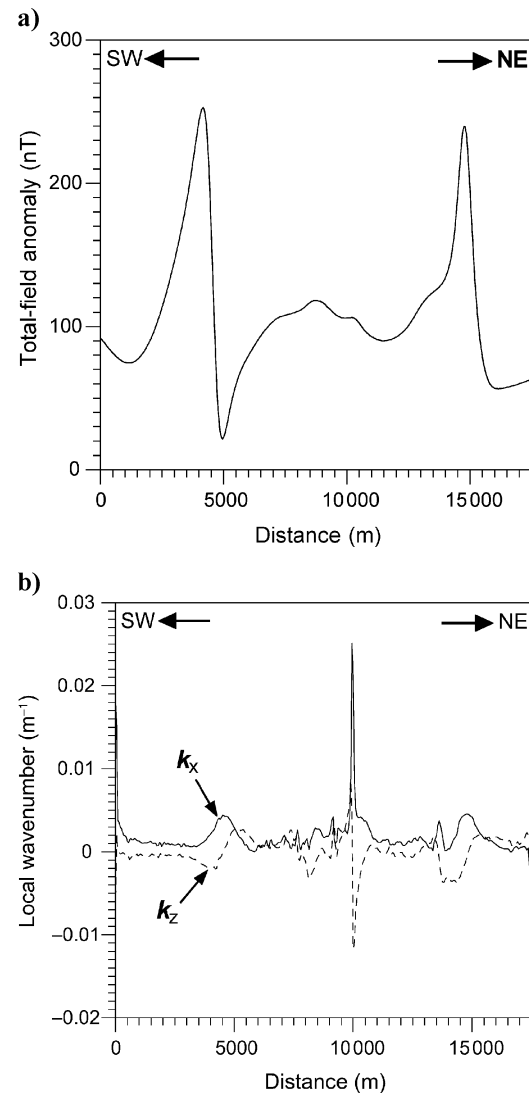 a)
300
SW
NE
200
100
0
Total-field anomaly (nT)
0
5000
10000
15000
Distance (m)
b)
0.03
SW
NE
0.02
0.01
0
−0.01
−0.02
Local wavenumber (m⁻¹)
kₓ
k_z
0
5000
10000
15000
Distance (m)